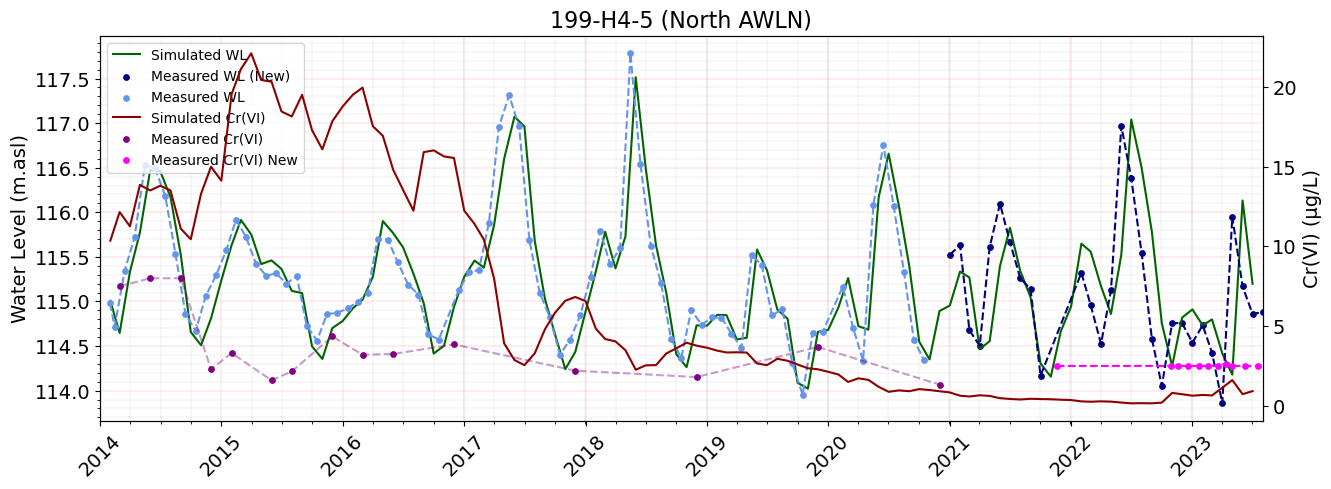 199-H4-5 (North AWLN)
Simulated WL
Measured WL (New)
Measured WL
Simulated Cr(VI)
Measured Cr(VI)
Measured Cr(VI) New
Water Level (m.asl)
117.5
117.0
116.5
116.0
115.5
115.0
114.5
114.0
Cr(VI) (μg/L)
20
15
10
5
0
2014
2015
2016
2017
2018
2019
2020
2021
2022
2023